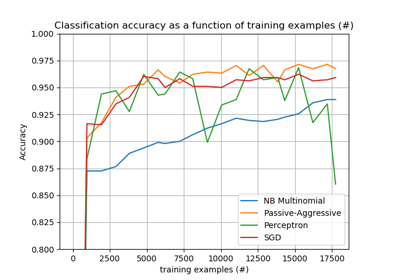 Classification accuracy as a function of training examples (#)
1.000
0.975
0.950
0.925
0.900
0.875
0.850
0.825
0.800
Accuracy
NB Multinomial
Passive-Aggressive
Perceptron
SGD
0 2500 5000 7500 10000 12500 15000 17500
training examples (#)